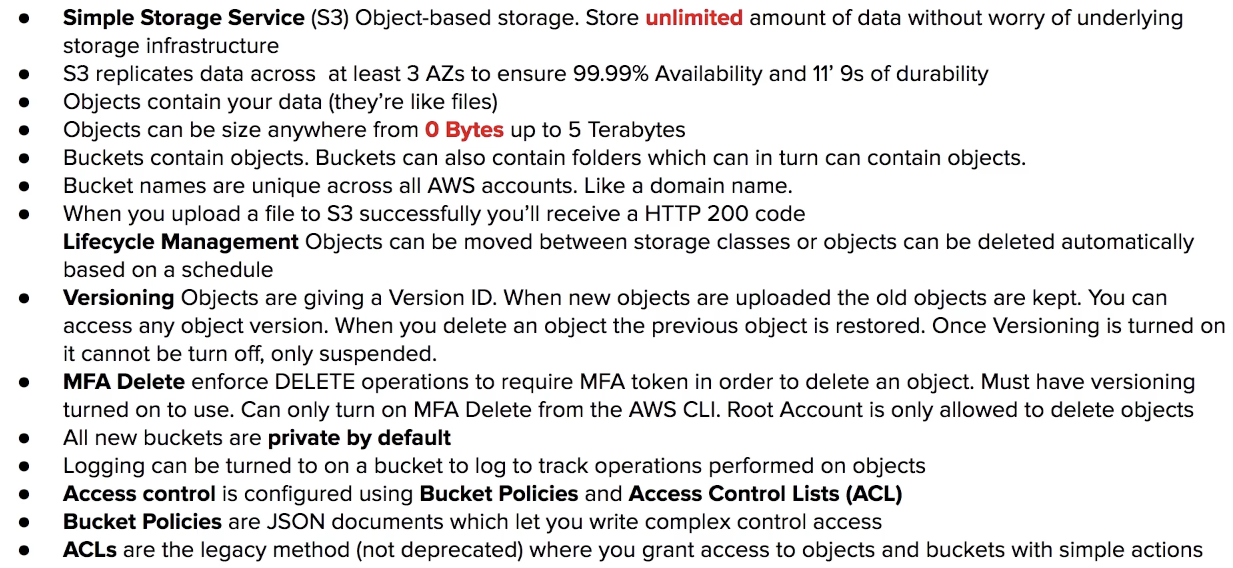 ● Simple Storage Service (S3) Object-based storage. Store unlimited amount of data without worry of underlying
storage infrastructure
● S3 replicates data across  at least 3 AZs to ensure 99.99% Availability and 11’ 9s of durability
● Objects contain your data (they’re like files)
● Objects can be size anywhere from 0 Bytes up to 5 Terabytes
● Buckets contain objects. Buckets can also contain folders which can in turn can contain objects.
● Bucket names are unique across all AWS accounts. Like a domain name.
● When you upload a file to S3 successfully you’ll receive a HTTP 200 code
Lifecycle Management Objects can be moved between storage classes or objects can be deleted automatically
based on a schedule
● Versioning Objects are giving a Version ID. When new objects are uploaded the old objects are kept. You can
access any object version. When you delete an object the previous object is restored. Once Versioning is turned on
it cannot be turn off, only suspended.
● MFA Delete enforce DELETE operations to require MFA token in order to delete an object. Must have versioning
turned on to use. Can only turn on MFA Delete from the AWS CLI. Root Account is only allowed to delete objects
● All new buckets are private by default
● Logging can be turned to on a bucket to log to track operations performed on objects
● Access control is configured using Bucket Policies and Access Control Lists (ACL)
● Bucket Policies are JSON documents which let you write complex control access
● ACLs are the legacy method (not deprecated) where you grant access to objects and buckets with simple actions